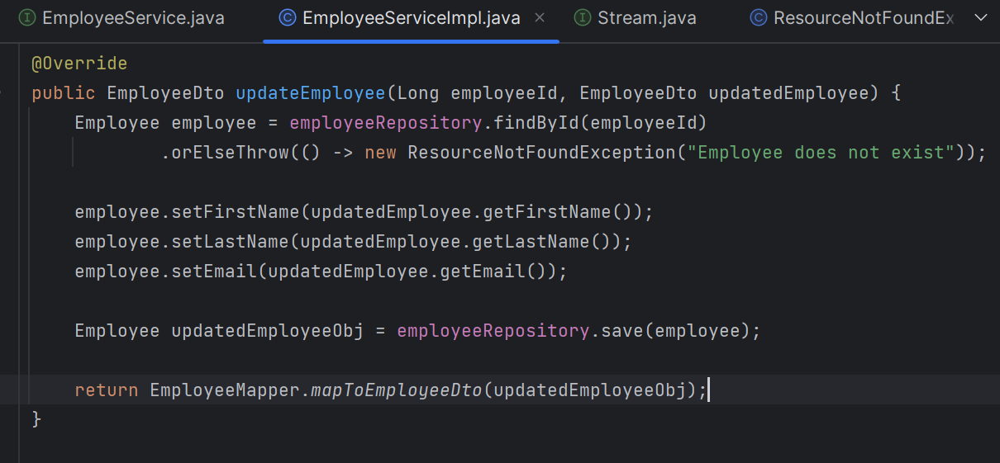 EmployeeService.java EmployeeServiceImpl.java Stream.java ResourceNotFoundEx
@Override
public EmployeeDto updateEmployee(Long employeeId, EmployeeDto updatedEmployee) {
    Employee employee = employeeRepository.findById(employeeId)
            .orElseThrow(() -> new ResourceNotFoundException("Employee does not exist"));
    employee.setFirstName(updatedEmployee.getFirstName());
    employee.setLastName(updatedEmployee.getLastName());
    employee.setEmail(updatedEmployee.getEmail());
    Employee updatedEmployeeObj = employeeRepository.save(employee);
    return EmployeeMapper.mapToEmployeeDto(updatedEmployeeObj);
}